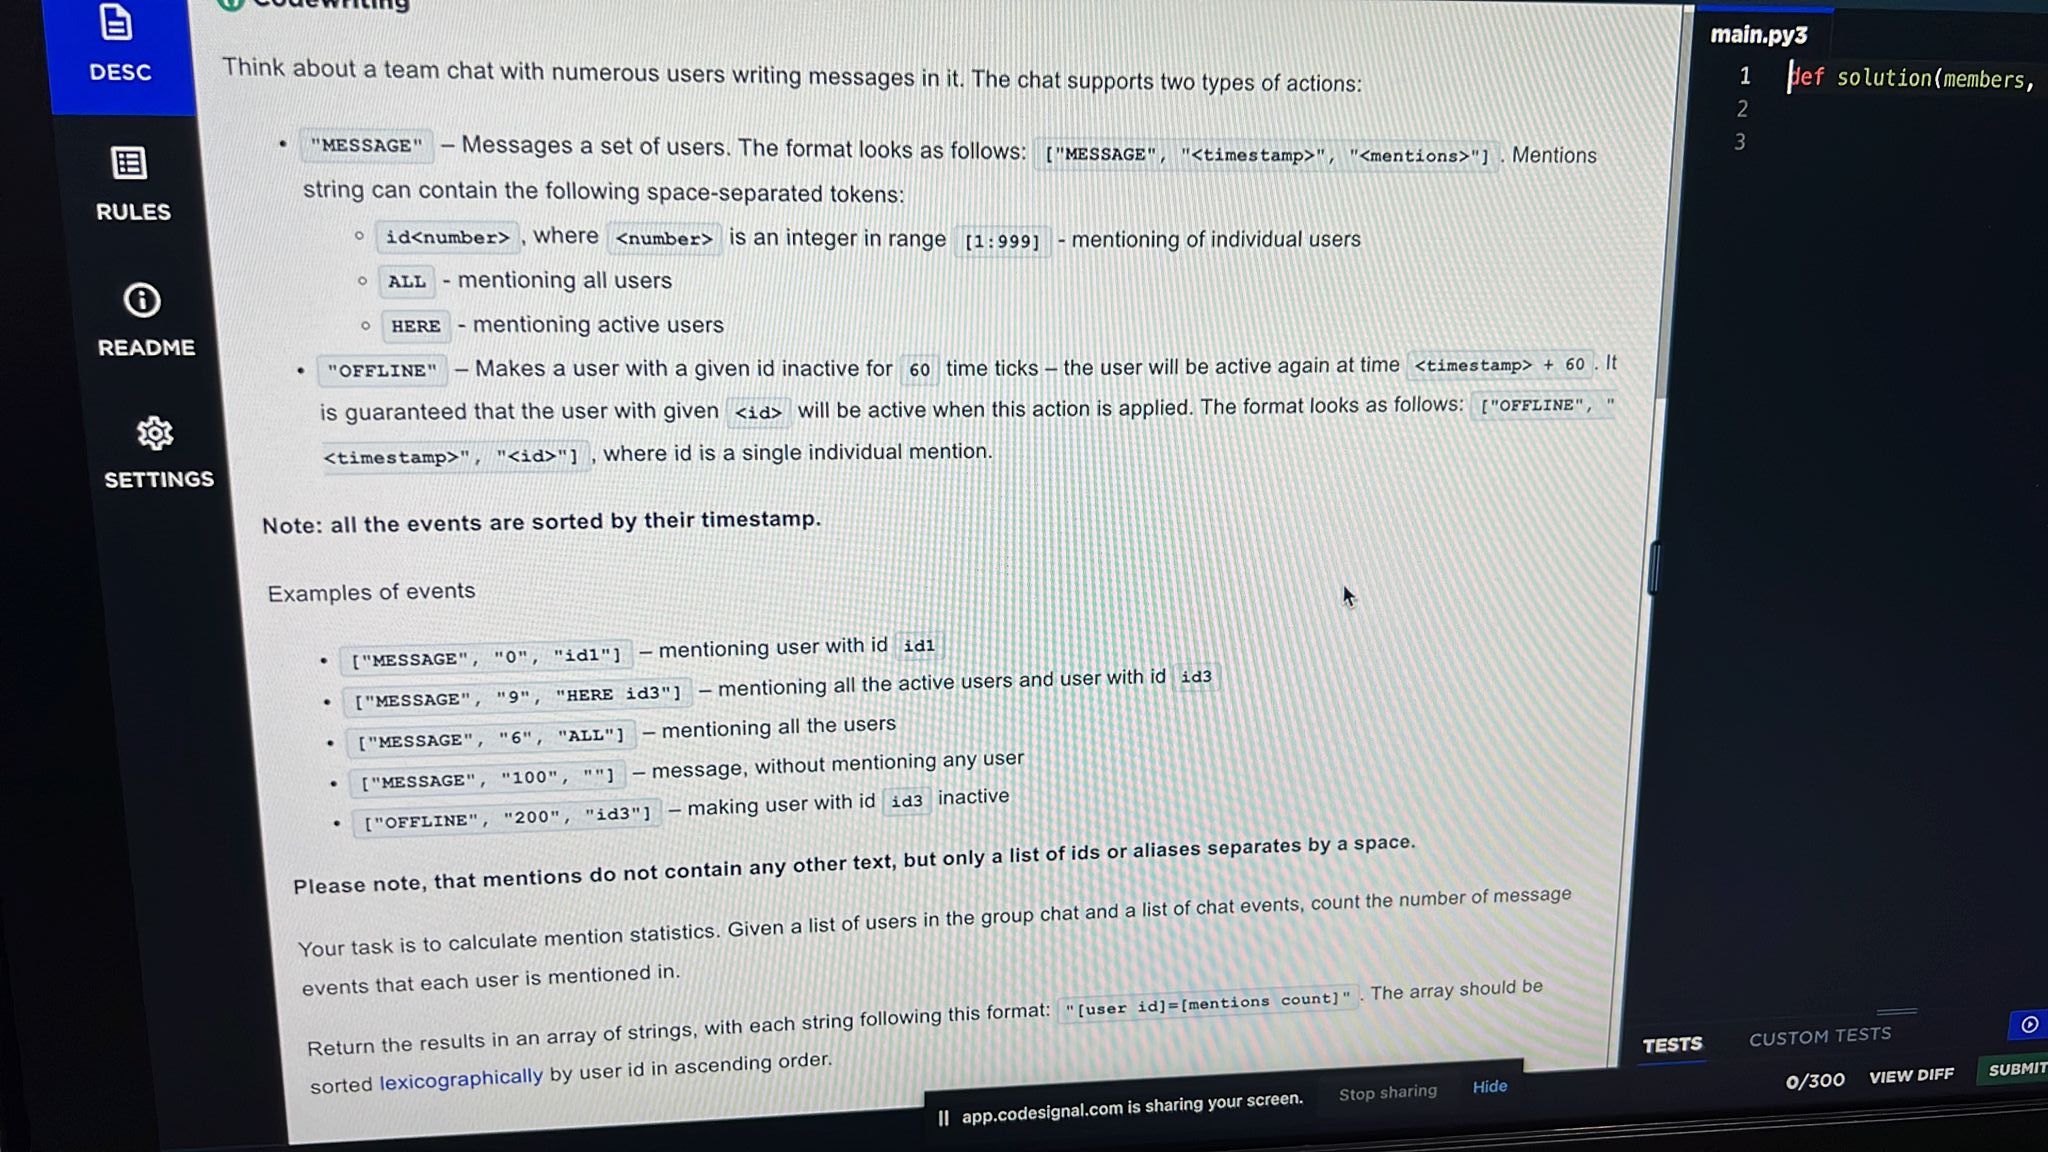 Codewriting
DESC
RULES
README
SETTINGS
Think about a team chat with numerous users writing messages in it. The chat supports two types of actions:
• "MESSAGE" – Messages a set of users. The format looks as follows: ["MESSAGE", "<timestamp>", "<mentions>"] . Mentions
string can contain the following space-separated tokens:
○ id<number> , where <number> is an integer in range [1:999] - mentioning of individual users
○ ALL - mentioning all users
○ HERE - mentioning active users
• "OFFLINE" – Makes a user with a given id inactive for 60 time ticks – the user will be active again at time <timestamp> + 60 . It
is guaranteed that the user with given <id> will be active when this action is applied. The format looks as follows: ["OFFLINE", "
<timestamp>", "<id>"] , where id is a single individual mention.
Note: all the events are sorted by their timestamp.
Examples of events
• ["MESSAGE", "0", "id1"] – mentioning user with id id1
• ["MESSAGE", "9", "HERE id3"] – mentioning all the active users and user with id id3
• ["MESSAGE", "6", "ALL"] – mentioning all the users
• ["MESSAGE", "100", ""] – message, without mentioning any user
• ["OFFLINE", "200", "id3"] – making user with id id3 inactive
Please note, that mentions do not contain any other text, but only a list of ids or aliases separates by a space.
Your task is to calculate mention statistics. Given a list of users in the group chat and a list of chat events, count the number of message
events that each user is mentioned in.
Return the results in an array of strings, with each string following this format: "[user id]=[mentions count]" . The array should be
sorted lexicographically by user id in ascending order.
main.py3
1 def solution(members,
2
3
TESTS CUSTOM TESTS
0/300 VIEW DIFF SUBMIT
app.codesignal.com is sharing your screen. Stop sharing Hide